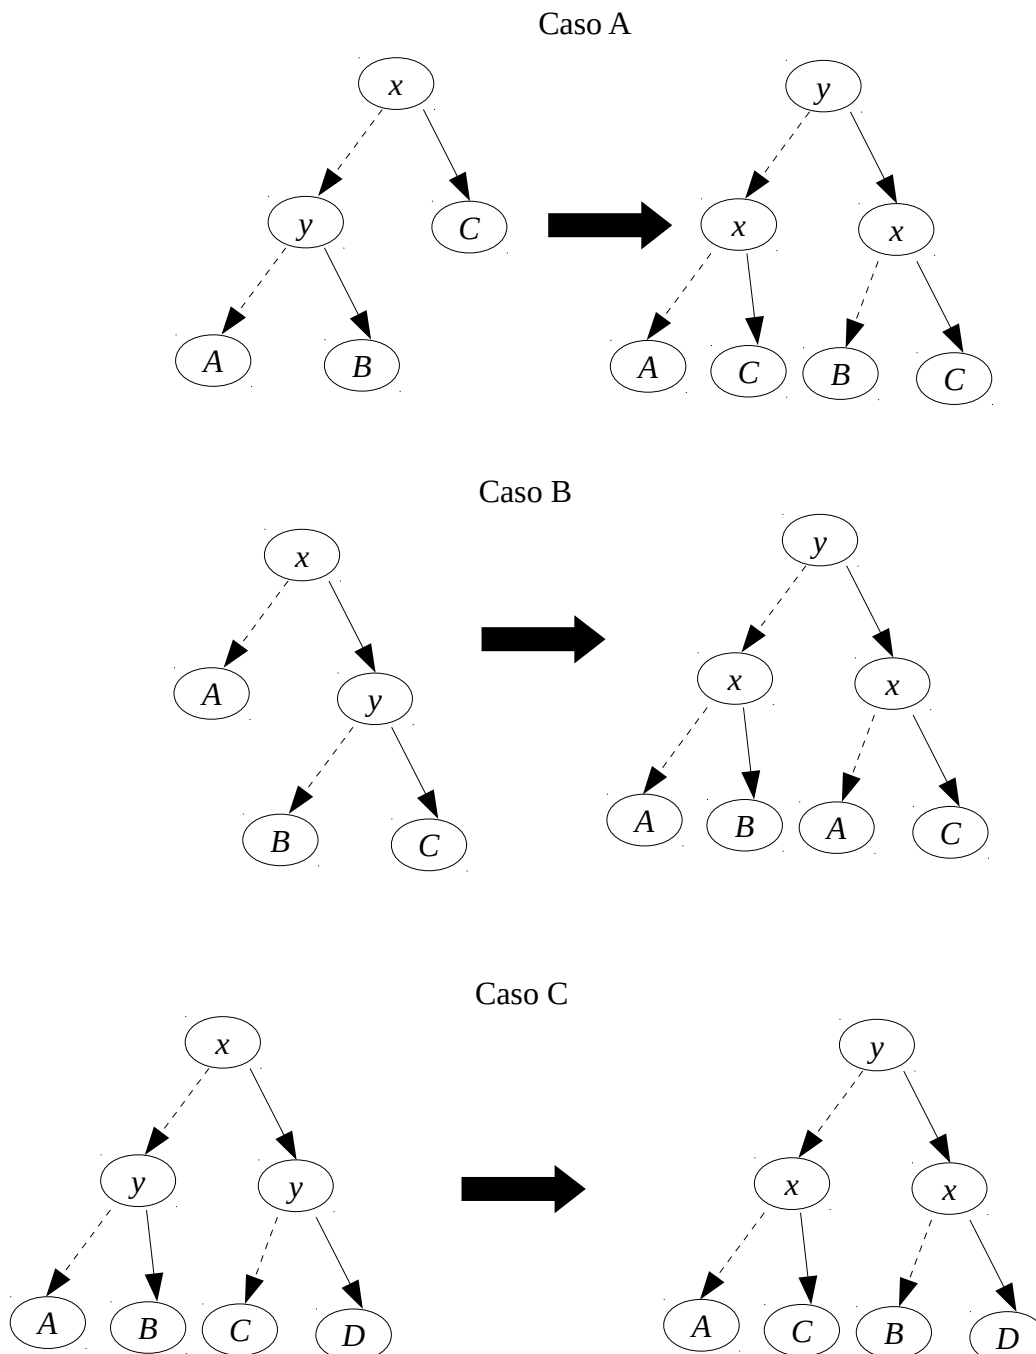 Caso A
x y
y C x x
A B A C B C
Caso B
x y
A y x x
B C A B A C
Caso C
x y
y y x x
A B C D A C B D